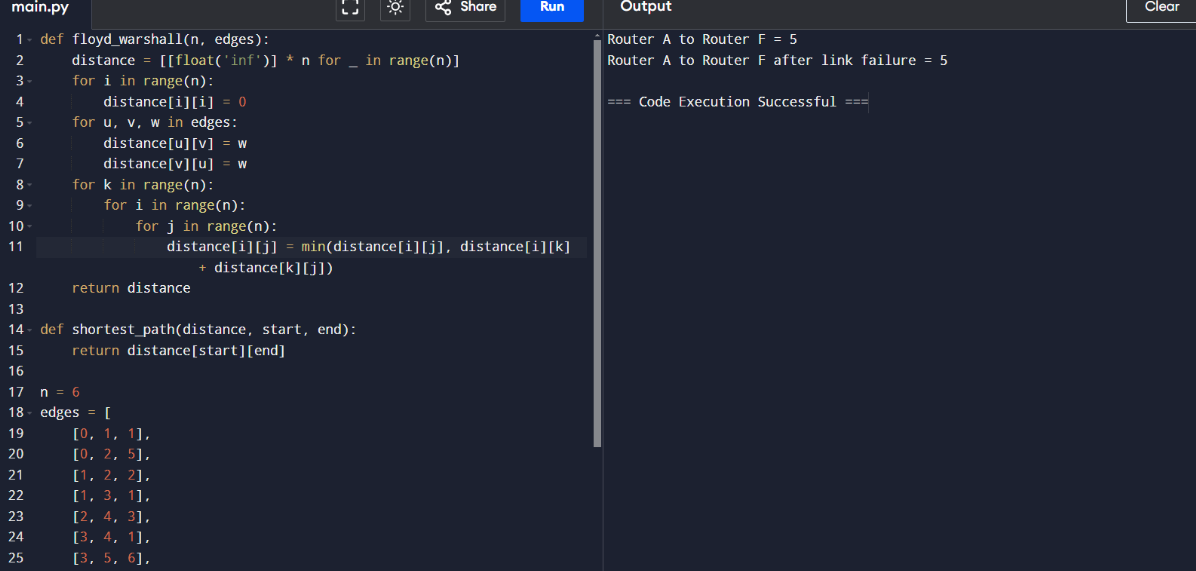 main.py
Share
Run
Output
Clear
1 def floyd_warshall(n, edges):
2 distance = [[float('inf')] * n for _ in range(n)]
3 for i in range(n):
4 distance[i][i] = 0
5 for u, v, w in edges:
6 distance[u][v] = w
7 distance[v][u] = w
8 for k in range(n):
9 for i in range(n):
10 for j in range(n):
11 distance[i][j] = min(distance[i][j], distance[i][k]
+ distance[k][j])
12 return distance
13
14 def shortest_path(distance, start, end):
15 return distance[start][end]
16
17 n = 6
18 edges = [
19 [0, 1, 1],
20 [0, 2, 5],
21 [1, 2, 2],
22 [1, 3, 1],
23 [2, 4, 3],
24 [3, 4, 1],
25 [3, 5, 6],
Router A to Router F = 5
Router A to Router F after link failure = 5
=== Code Execution Successful ===